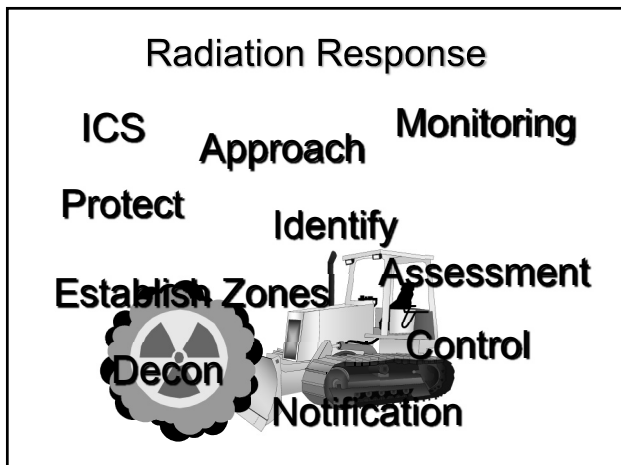 Radiation Response
ICS
Approach
Monitoring
Protect
Identify
Establish Zones
Assessment
Decon
Control
Notification